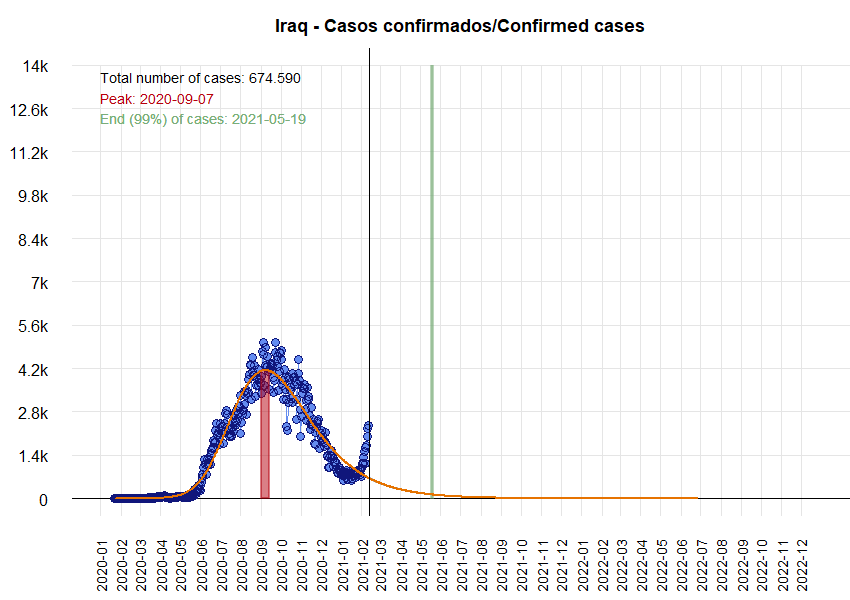 Iraq - Casos confirmados/Confirmed cases
Total number of cases: 674.590
Peak: 2020-09-07
End (99%) of cases: 2021-05-19
14k
12.6k
11.2k
9.8k
8.4k
7k
5.6k
4.2k
2.8k
1.4k
0
2020-01
2020-02
2020-03
2020-04
2020-05
2020-06
2020-07
2020-08
2020-09
2020-10
2020-11
2020-12
2021-01
2021-02
2021-03
2021-04
2021-05
2021-06
2021-07
2021-08
2021-09
2021-10
2021-11
2021-12
2022-01
2022-02
2022-03
2022-04
2022-05
2022-06
2022-07
2022-08
2022-09
2022-10
2022-11
2022-12